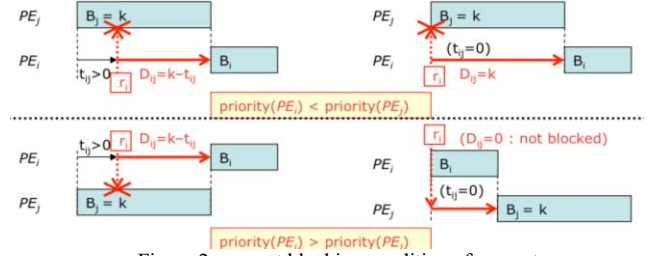 PEj Bj = k
PEi Bi
tij>0 ri Dij=k–tij
PEj Bj = k
PEi (tij=0) Bi
ri Dij=k
priority(PEi) < priority(PEj)
PEi tij>0 ri Dij=k–tij Bi
PEj Bj = k
ri (Dij=0 : not blocked)
PEi Bi
(tij=0)
PEj Bj = k
priority(PEi) > priority(PEj)